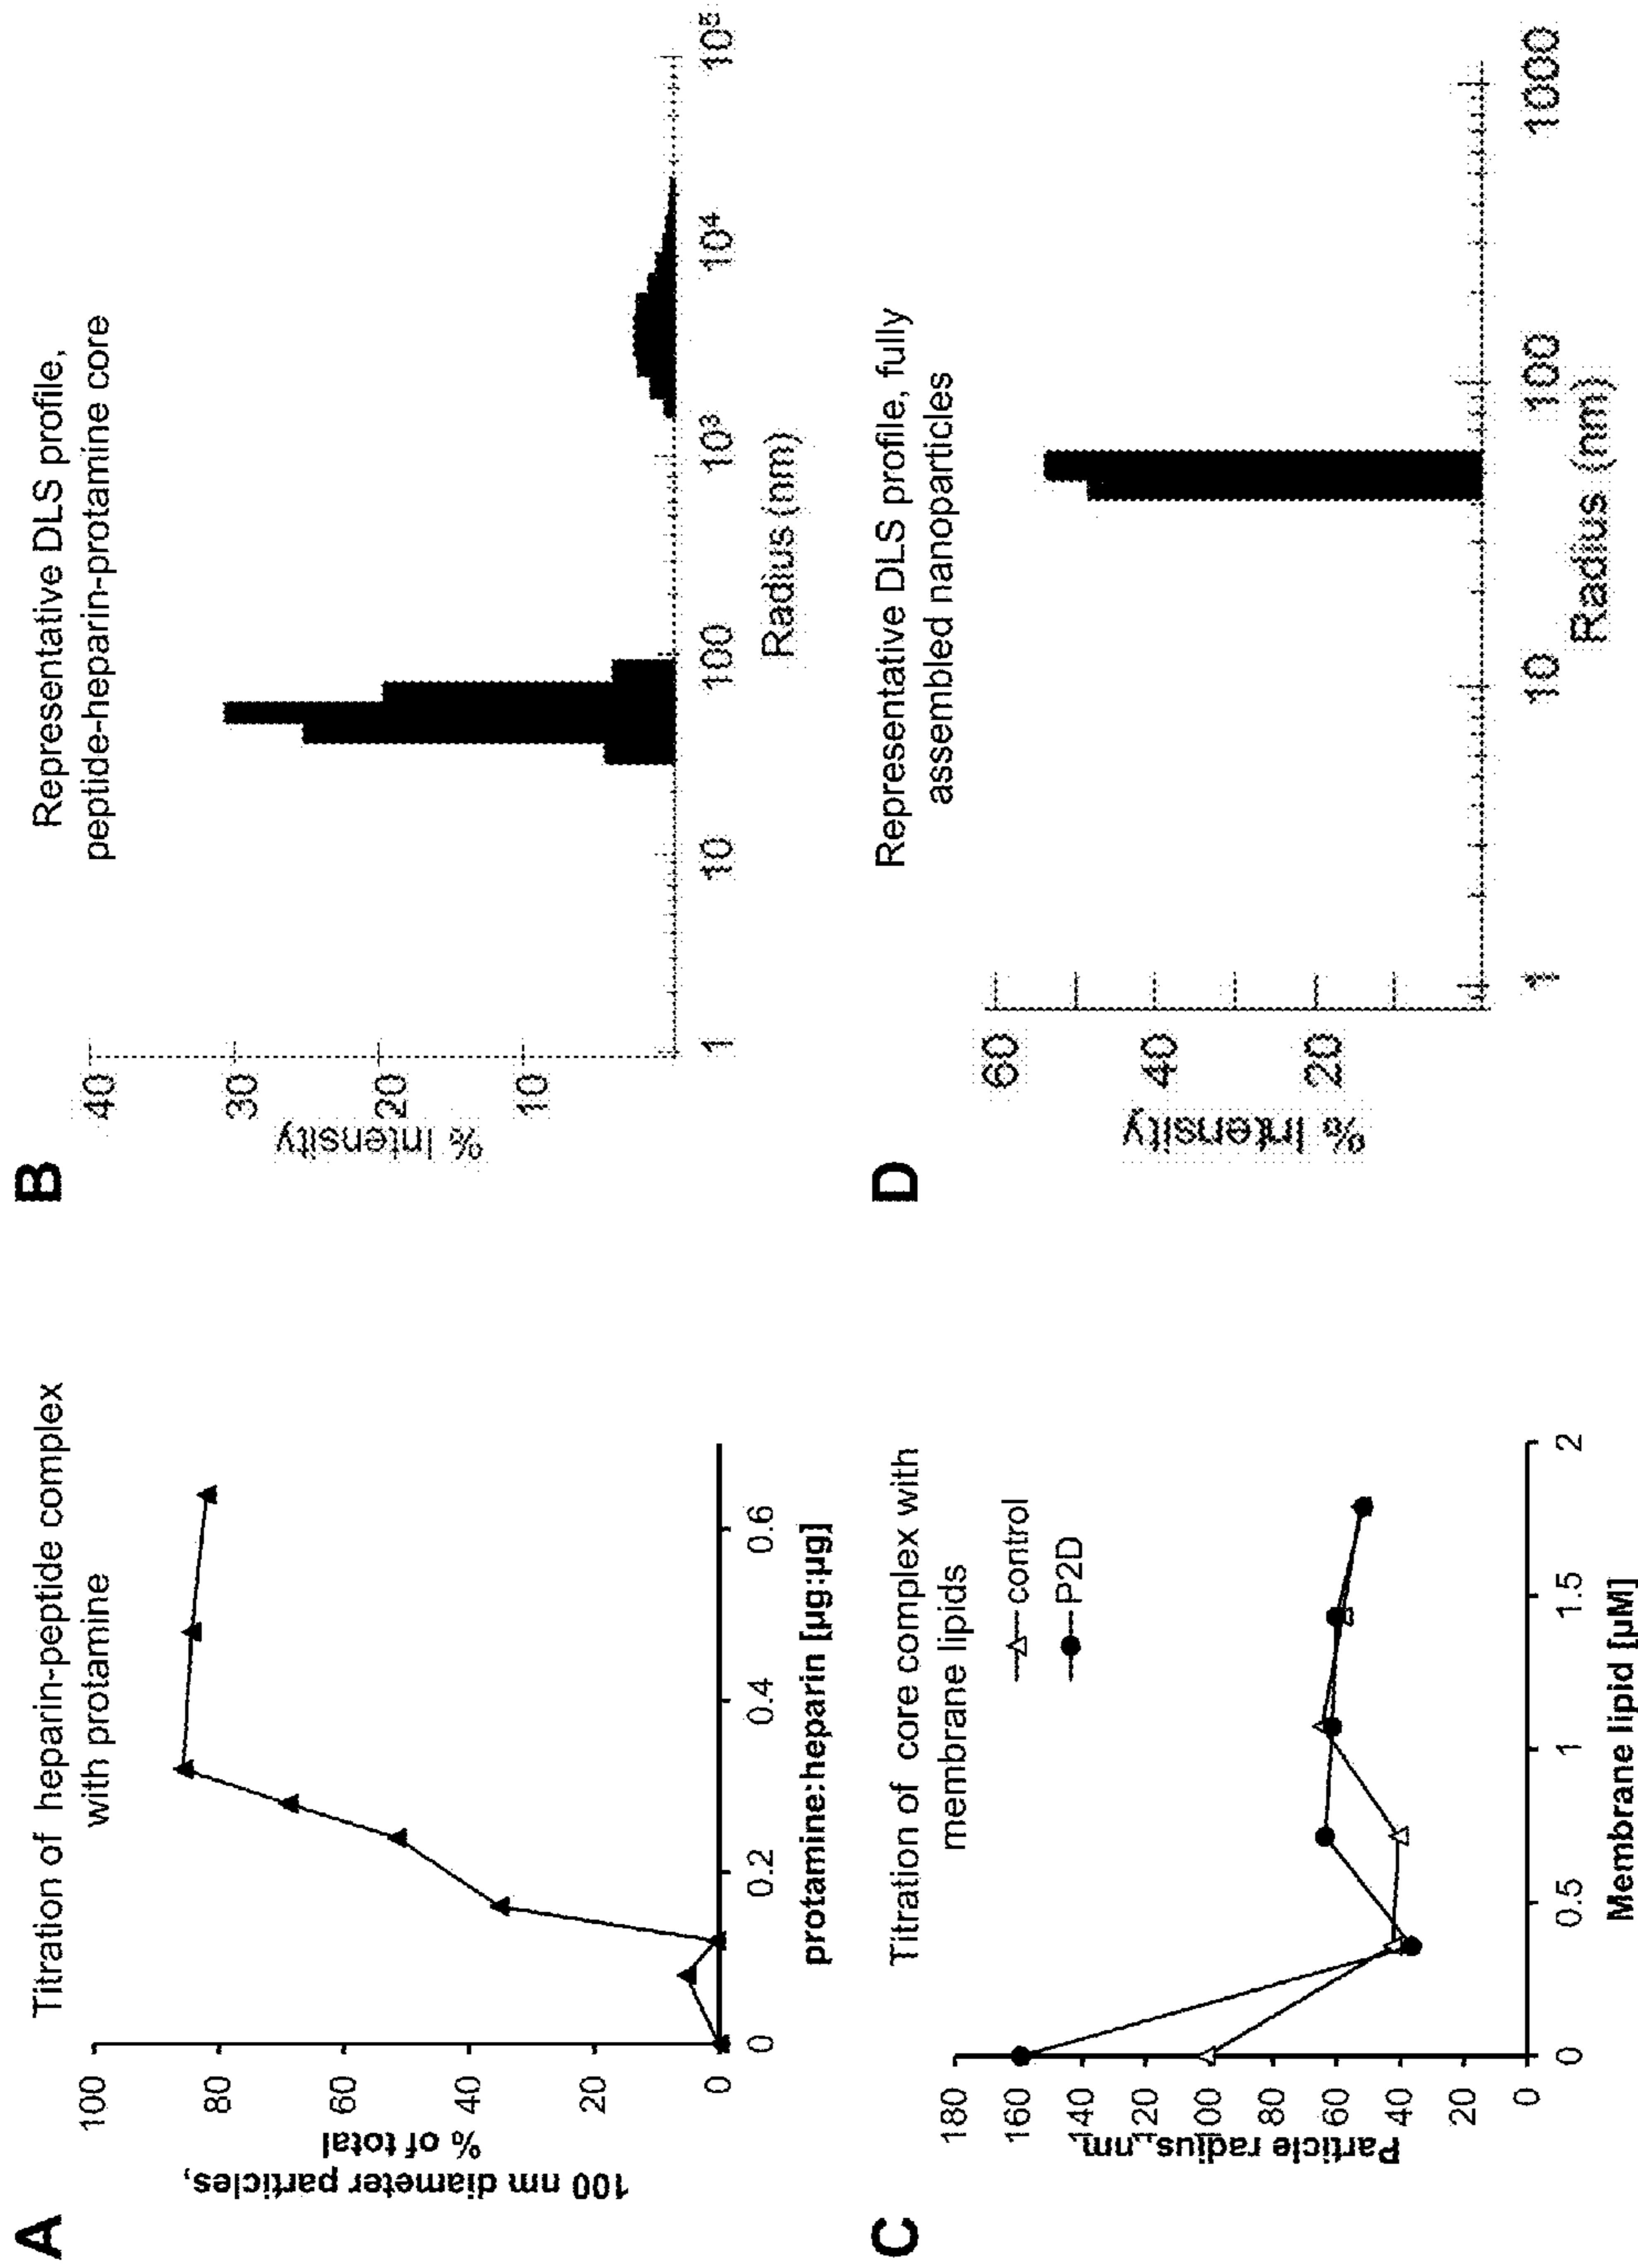 A
Titration of heparin-peptide complex
with protamine
100 nm diameter particles,
% of total
100
80
60
40
20
0
0
0.2
0.4
0.6
protamine:heparin [µg:µg]
B
Representative DLS profile,
peptide-heparin-protamine core
% Intensity
40
30
20
10
1
10
100
10³
10⁴
10⁵
Radius (nm)
C
Titration of core complex with
membrane lipids
control
P2D
Particle radius, nm,
180
160
140
120
100
80
60
40
20
0
0
0.5
1
1.5
2
Membrane lipid [µM]
D
Representative DLS profile, fully
assembled nanoparticles
% Intensity
60
40
20
1
10
100
1000
Radius (nm)